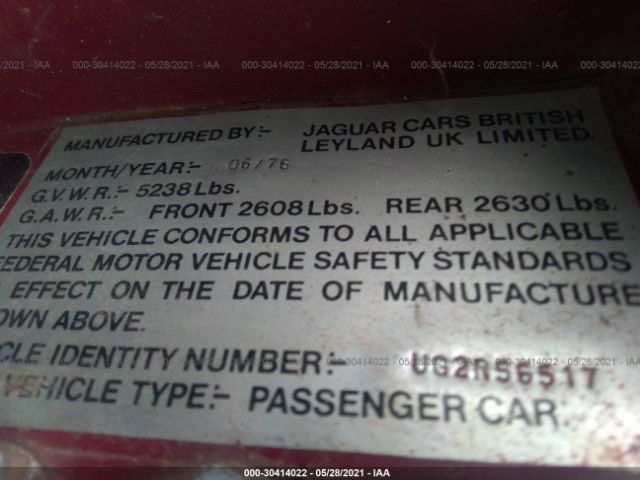 000-30414022 - 05/28/2021 - IAA
MANUFACTURED BY:- JAGUAR CARS BRITISH
LEYLAND UK LIMITED.
MONTH/YEAR:- 06/76
G.V.W.R:- 5238 Lbs.
G.A.W.R:- FRONT 2608 Lbs. REAR 2630 Lbs.
THIS VEHICLE CONFORMS TO ALL APPLICABLE
FEDERAL MOTOR VEHICLE SAFETY STANDARDS
EFFECT ON THE DATE OF MANUFACTURE
OWN ABOVE.
CLE IDENTITY NUMBER:- UG2R56517
VEHICLE TYPE:- PASSENGER CAR.
000-30414022 - 05/28/2021 - IAA